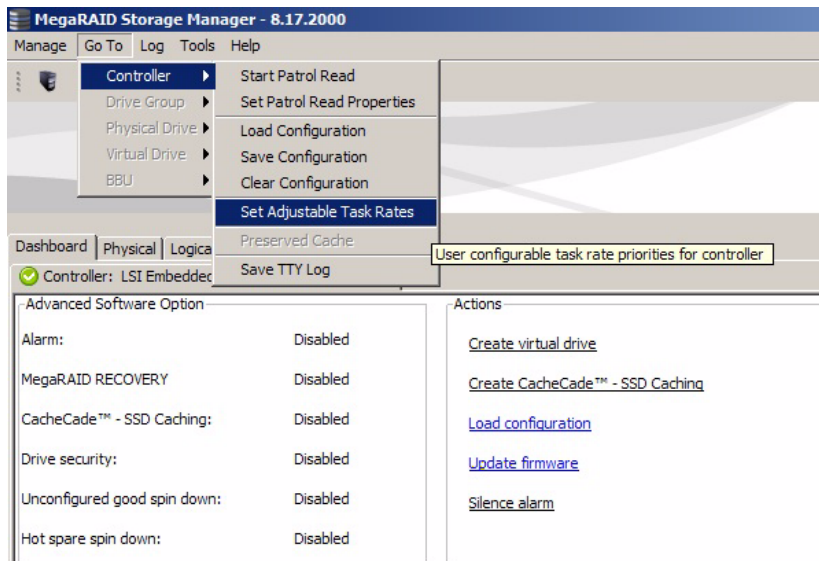 MegaRAID Storage Manager - 8.17.2000
Manage Go To Log Tools Help
Controller
Drive Group
Physical Drive
Virtual Drive
BBU
Start Patrol Read
Set Patrol Read Properties
Load Configuration
Save Configuration
Clear Configuration
Set Adjustable Task Rates
Preserved Cache
Save TTY Log
User configurable task rate priorities for controller
Dashboard Physical Logica
Controller: LSI Embedded
Advanced Software Option
Alarm: Disabled
MegaRAID RECOVERY Disabled
CacheCade™ - SSD Caching: Disabled
Drive security: Disabled
Unconfigured good spin down: Disabled
Hot spare spin down: Disabled
Actions
Create virtual drive
Create CacheCade™ - SSD Caching
Load configuration
Update firmware
Silence alarm